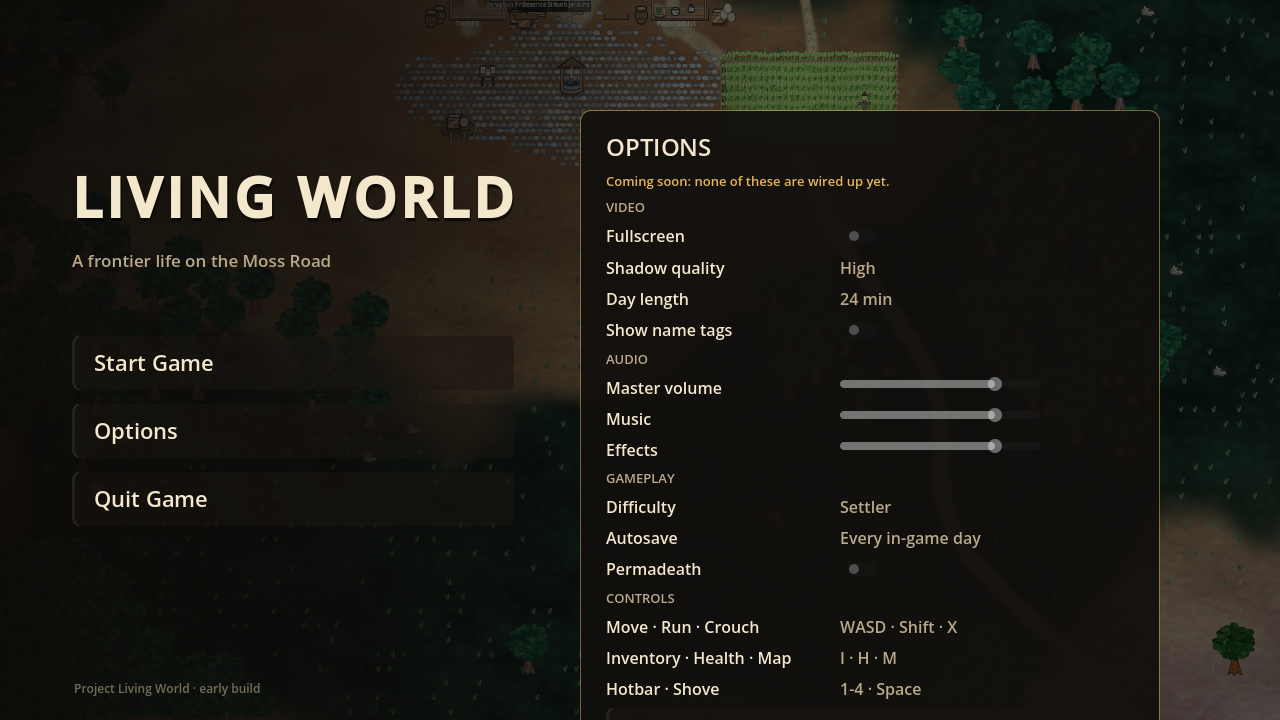 LIVING WORLD
A frontier life on the Moss Road
Start Game
Options
Quit Game
Project Living World · early build
OPTIONS
Coming soon: none of these are wired up yet.
VIDEO
Fullscreen
Shadow quality High
Day length 24 min
Show name tags
AUDIO
Master volume
Music
Effects
GAMEPLAY
Difficulty Settler
Autosave Every in-game day
Permadeath
CONTROLS
Move · Run · Crouch WASD · Shift · X
Inventory · Health · Map I · H · M
Hotbar · Shove 1-4 · Space